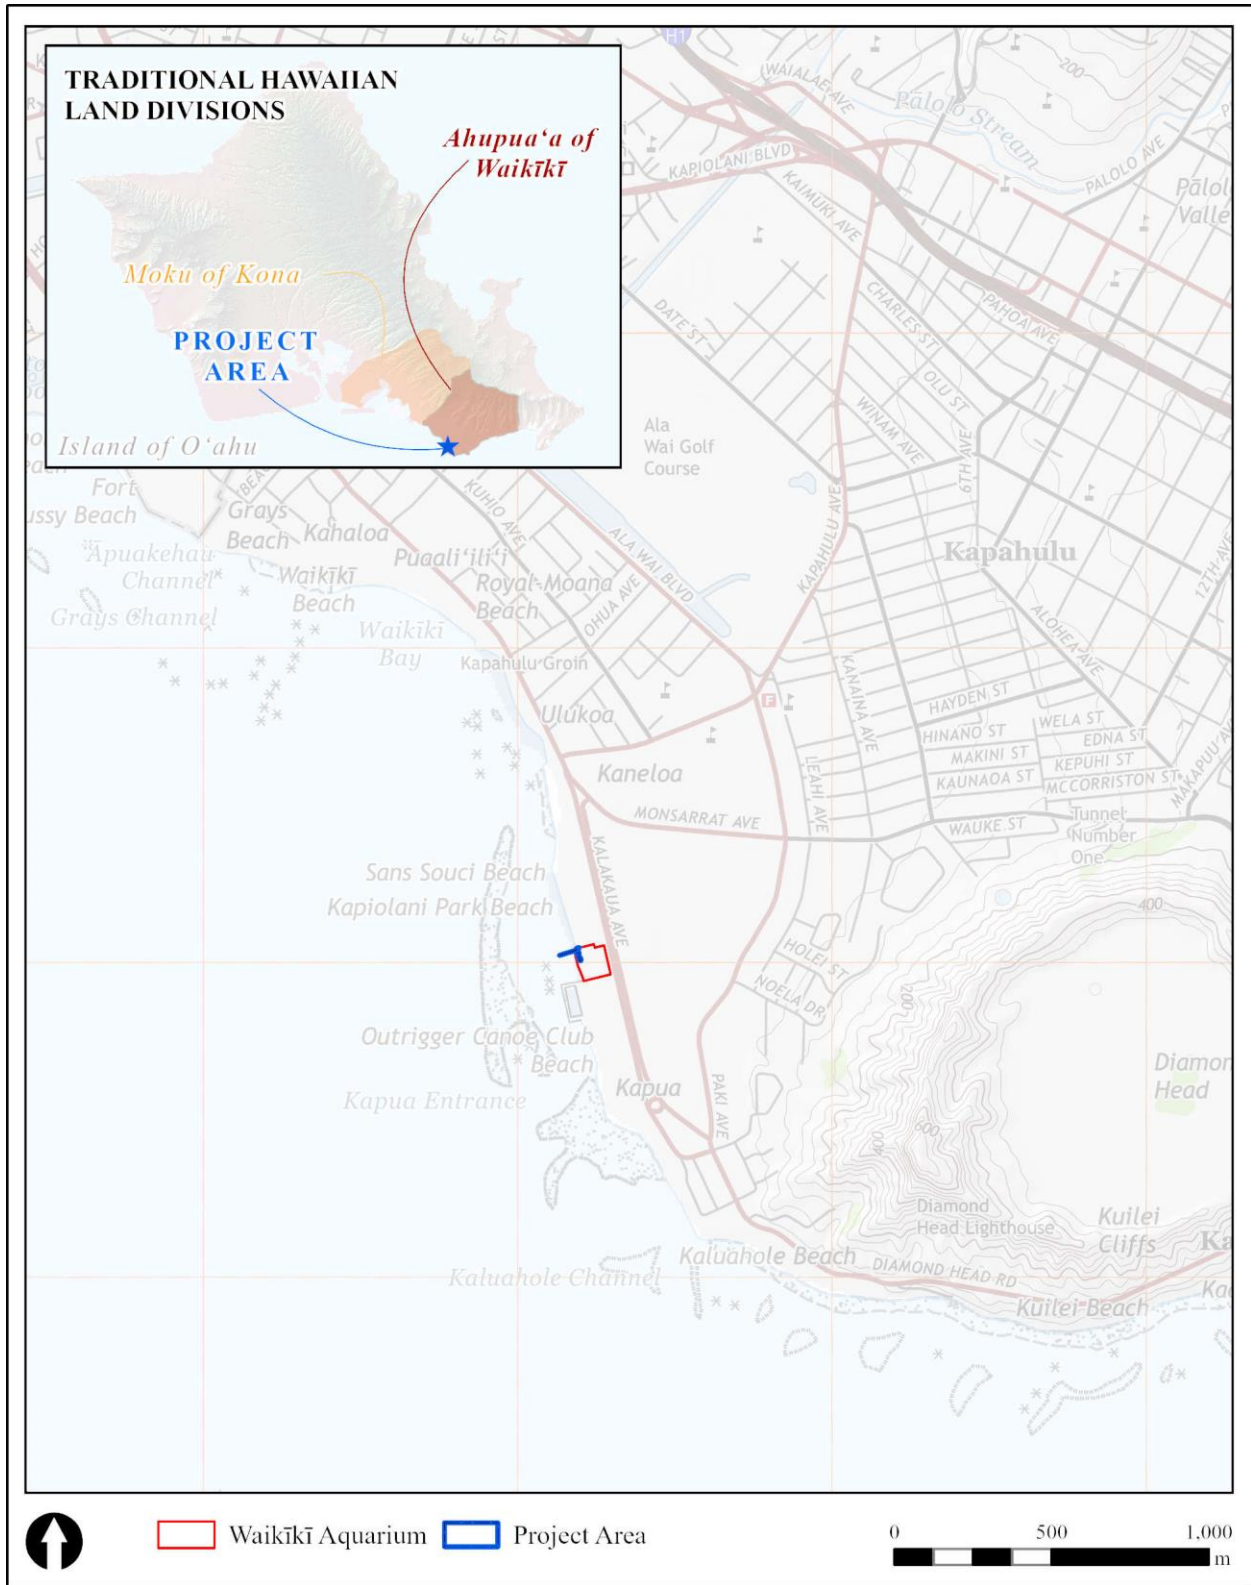 TRADITIONAL HAWAIIAN
LAND DIVISIONS
Ahupua‘a of
Waikīkī
Moku of Kona
PROJECT
AREA
Island of O‘ahu
H1
WAIALAE AVE
Pālolo Stream
200
KAPIOLANI BLVD
KAIMUKI AVE
PALOLO AVE
Pālol
Valle
DATE ST
CHARLES ST
PAHOA AVE
OLU ST
WINAM AVE
6TH AVE
Ala
Wai Golf
Course
Fort
ussy Beach
BEA
Grays
Beach
Kahaloa
KUHIO AVE
ALA WAI BLVD
KAPAHULU AVE
Kapahulu
12TH AVE
Apuakehau
Channel
Waikīkī
Beach
Puaali‘ili‘i
Royal-Moana
Beach
OHUA AVE
ALOHEA AVE
Grays Channel
Waikīkī
Bay
Kapahulu Groin
F
KANAINA AVE
HAYDEN ST
Ulukoa
HINANO ST
WELA ST
EDNA ST
MAKINI ST
KEPUHI ST
KAUNAOA ST
MCCORRISTON ST
MAKAPUU AV
Kaneloa
LEAHI AVE
MONSARRAT AVE
WAUKE ST
Tunnel
Number
One
Sans Souci Beach
Kapiolani Park Beach
KALAKAUA AVE
400
HOLEI ST
NOELA DR
200
Outrigger Canoe Club
Beach
Kapua
Kapua Entrance
PAKI AVE
Diamon
Head
600
400
Diamond
Head Lighthouse
Kuilei
Cliffs
Ka
Kaluahole Beach
Kaluahole Channel
DIAMOND HEAD RD
Kuilei Beach
Waikīkī Aquarium
Project Area
0 500 1,000
m